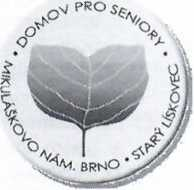 • DOMOV PRO SENIORY •
MIKULÁŠKOVO NÁM. BRNO • STARÝ LÍSKOVEC